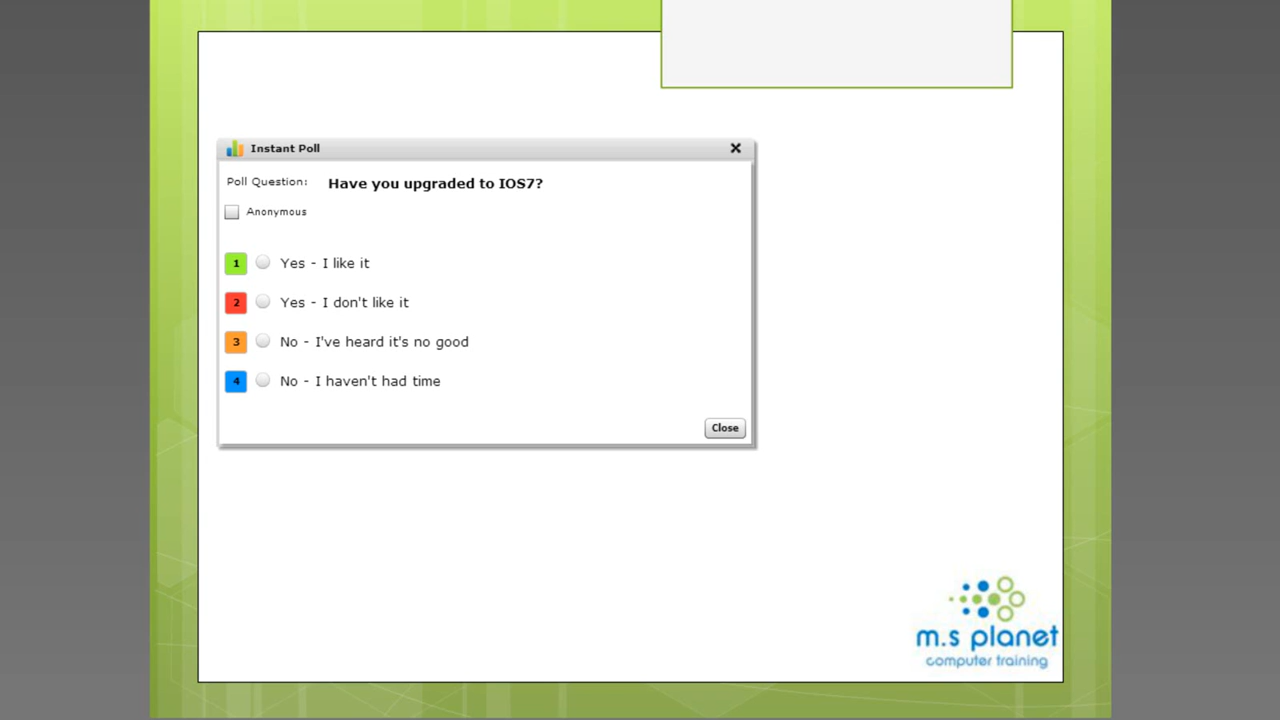 Instant Poll
Poll Question: Have you upgraded to IOS7?
Anonymous
1 Yes - I like it
2 Yes - I don't like it
3 No - I've heard it's no good
4 No - I haven't had time
Close
m.s planet
computer training